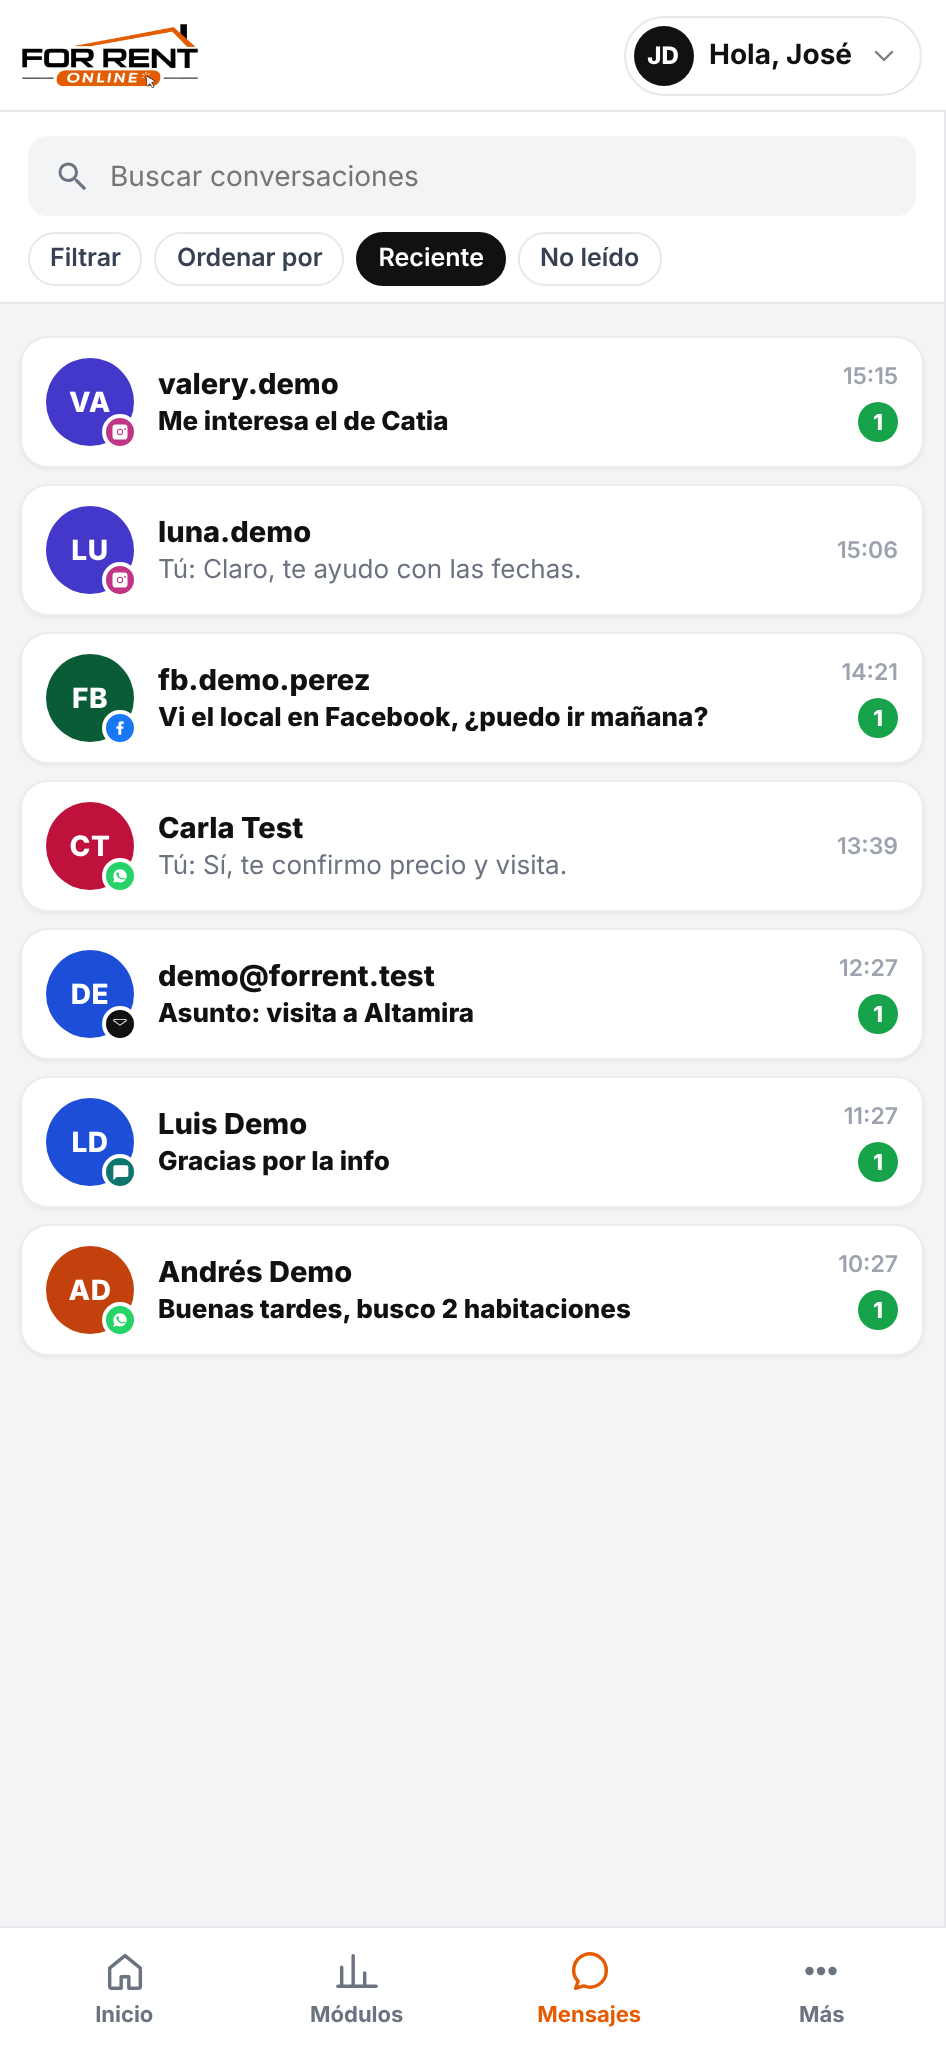 FOR RENT
ONLINE
JD
Hola, José
Buscar conversaciones
Filtrar
Ordenar por
Reciente
No leído
VA
valery.demo
15:15
Me interesa el de Catia
1
LU
luna.demo
15:06
Tú: Claro, te ayudo con las fechas.
FB
fb.demo.perez
14:21
Vi el local en Facebook, ¿puedo ir mañana?
1
CT
Carla Test
13:39
Tú: Sí, te confirmo precio y visita.
DE
demo@forrent.test
12:27
Asunto: visita a Altamira
1
LD
Luis Demo
11:27
Gracias por la info
1
AD
Andrés Demo
10:27
Buenas tardes, busco 2 habitaciones
1
Inicio
Módulos
Mensajes
Más